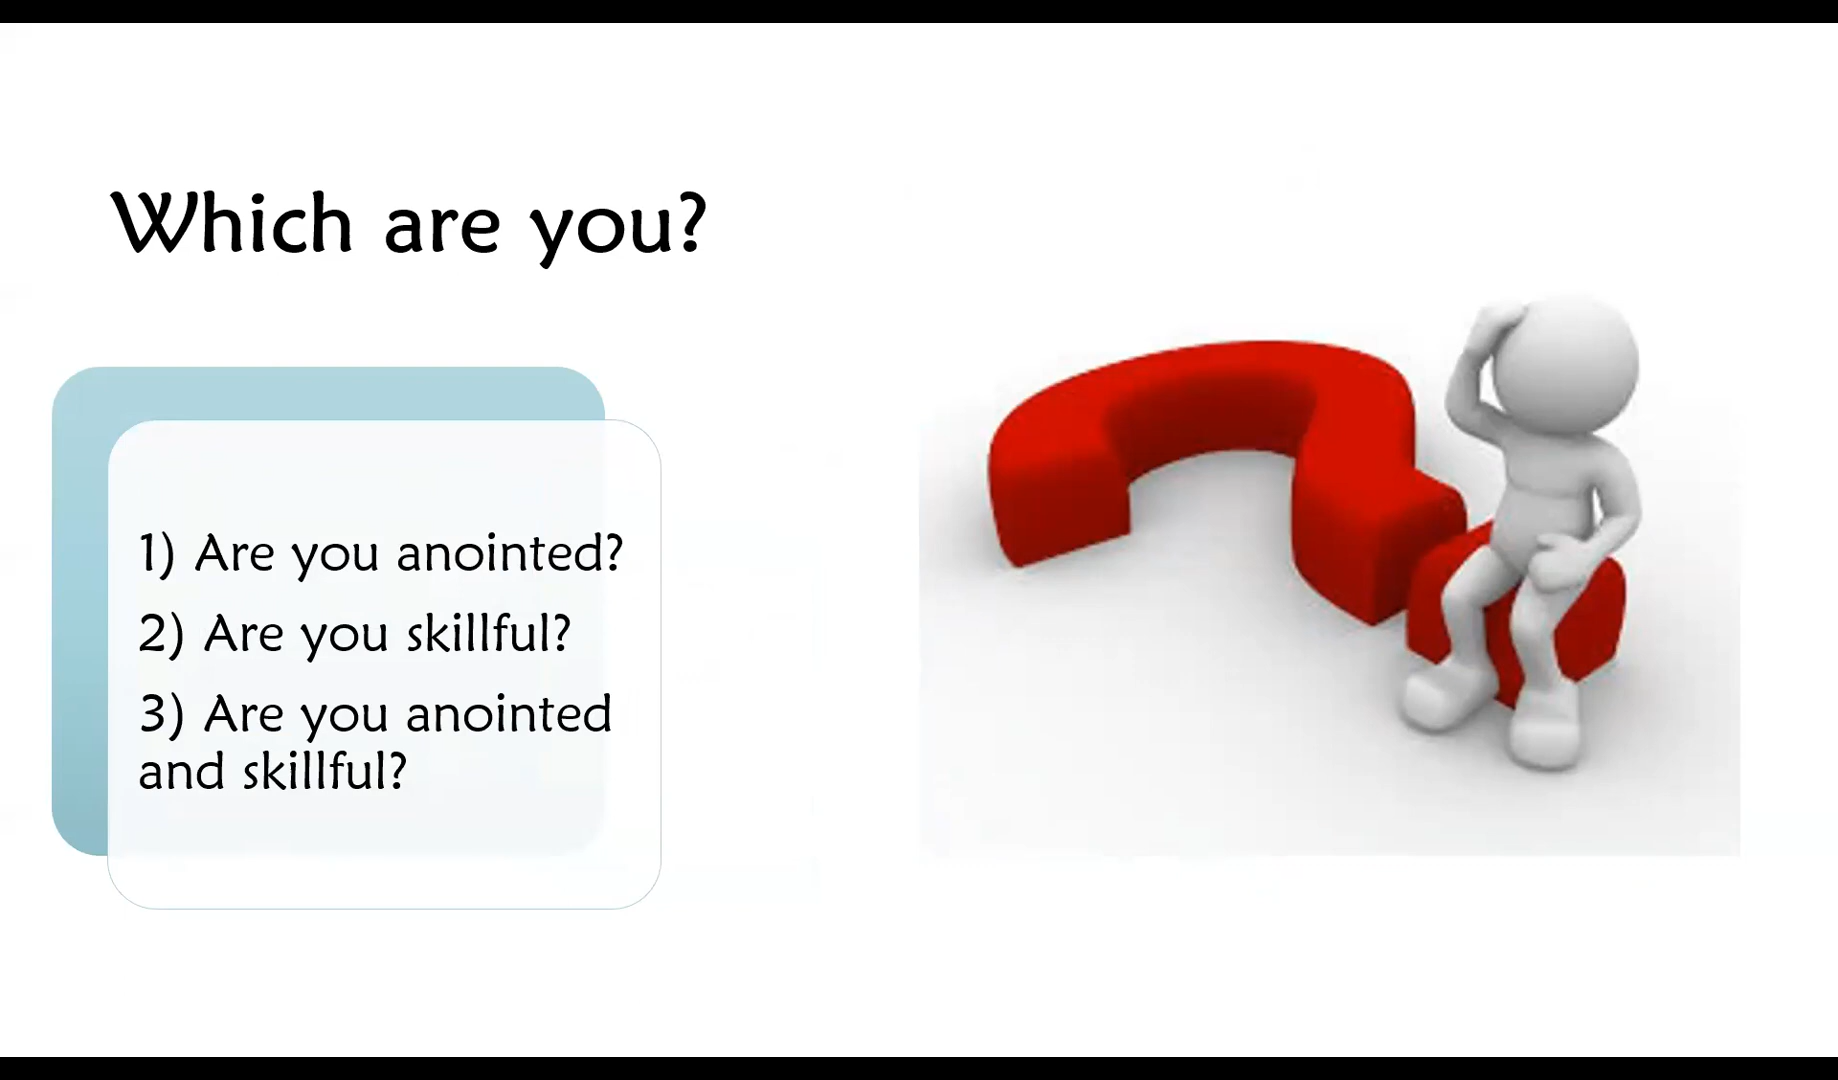 Which are you?
1) Are you anointed?
2) Are you skillful?
3) Are you anointed
and skillful?